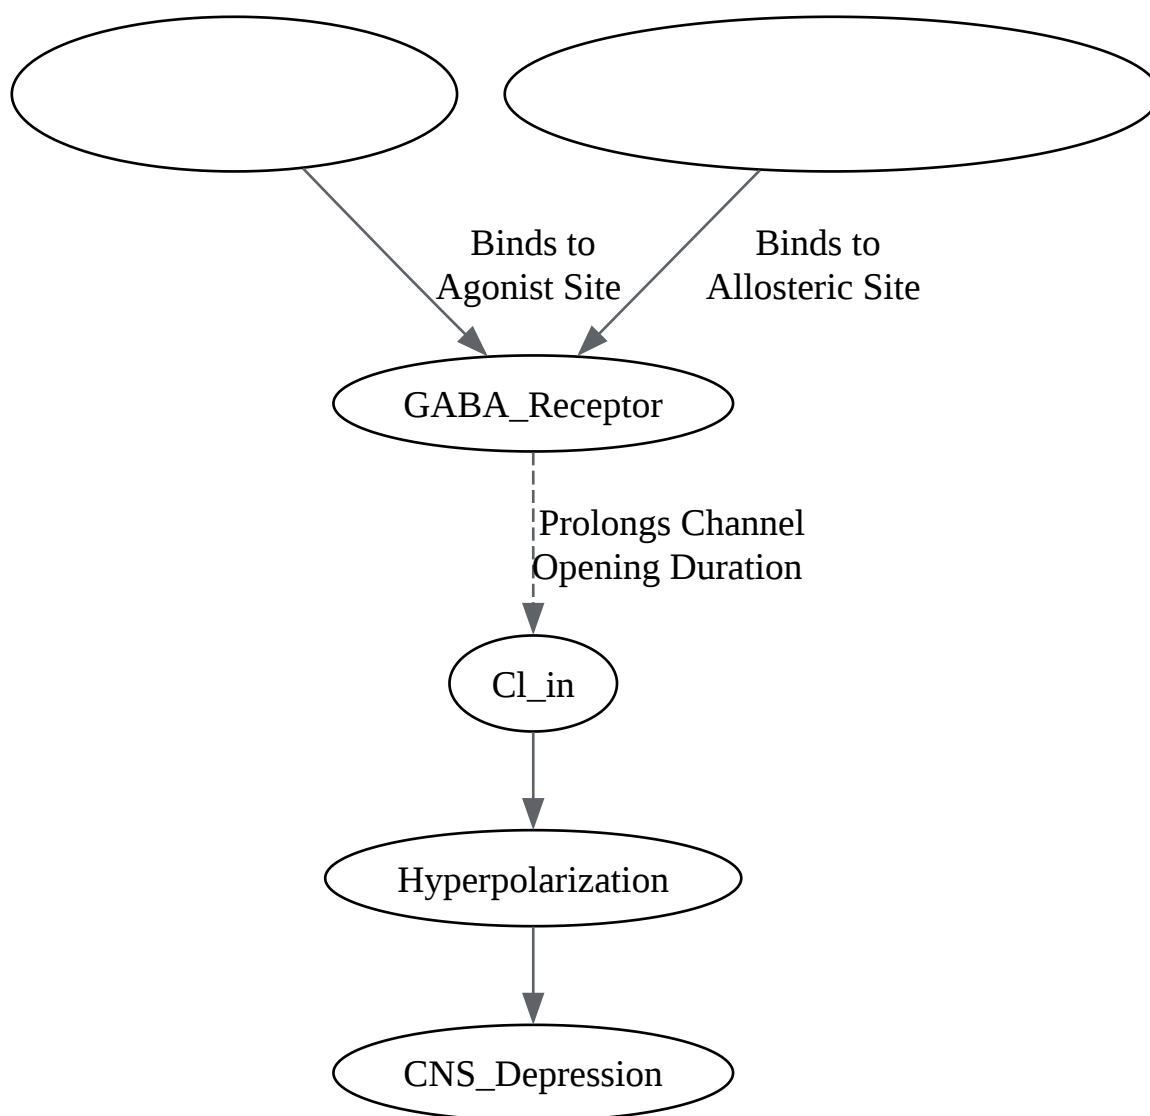 Binds to
Agonist Site
Binds to
Allosteric Site
GABA_Receptor
Prolongs Channel
Opening Duration
Cl_in
Hyperpolarization
CNS_Depression